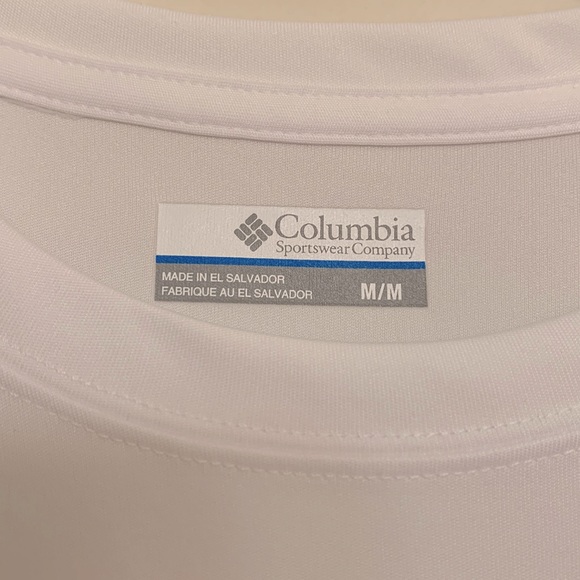 Columbia
Sportswear Company
MADE IN EL SALVADOR
FABRIQUE AU EL SALVADOR
M/M